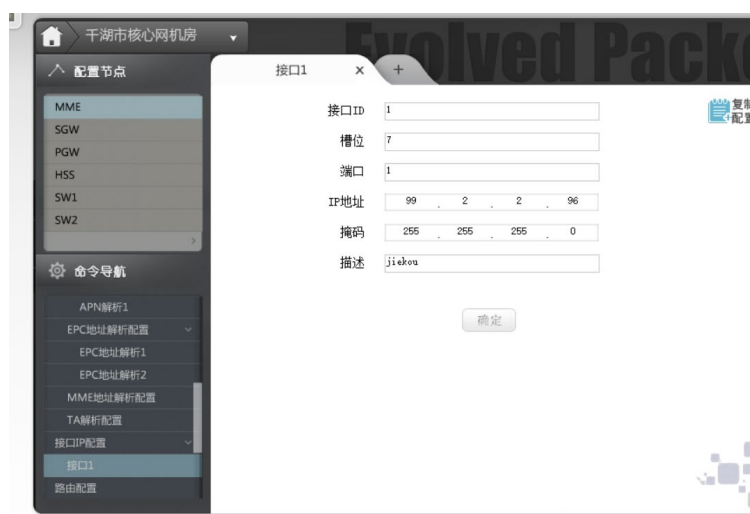 千湖市核心网机房
Evolved Pack
配置节点
MME
SGW
PGW
HSS
SW1
SW2
命令导航
APN解析1
EPC地址解析配置
EPC地址解析1
EPC地址解析2
MME地址解析配置
TA解析配置
接口IP配置
接口1
路由配置
接口1 x +
接口ID 1
槽位 7
端口 1
IP地址 99 . 2 . 2 . 96
掩码 255 . 255 . 255 . 0
描述 jiekou
确定
复制
配置